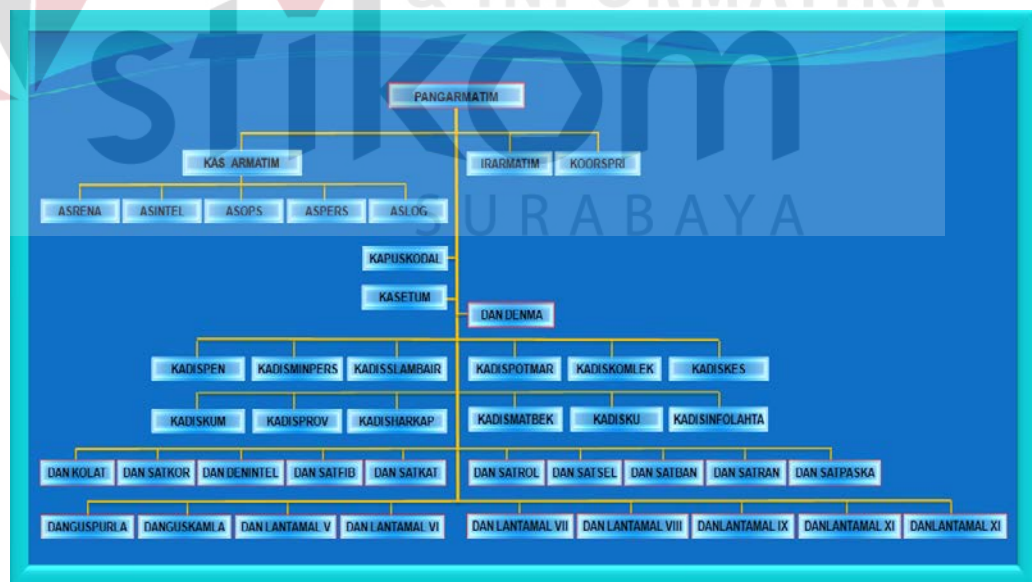 & INFORMATIKA
stikom
SURABAYA
PANGARMATIM
KAS ARMATIM IRARMATIM KOORSPRI
ASRENA ASINTEL ASOPS ASPERS ASLOG
KAPUSKODAL
KASETUM
DAN DENMA
KADISPEN KADISMINPERS KADISSLAMBAIR KADISPOTMAR KADISKOMLEK KADISKES
KADISKUM KADISPROV KADISHARKAP KADISMATBEK KADISKU KADISINFOLAHTA
DAN KOLAT DAN SATKOR DAN DENINTEL DAN SATFIB DAN SATKAT DAN SATROL DAN SATSEL DAN SATBAN DAN SATRAN DAN SATPASKA
DANGUSPURLA DANGUSKAMLA DAN LANTAMAL V DAN LANTAMAL VI DAN LANTAMAL VII DAN LANTAMAL VIII DANLANTAMAL IX DANLANTAMAL XI DANLANTAMAL XI